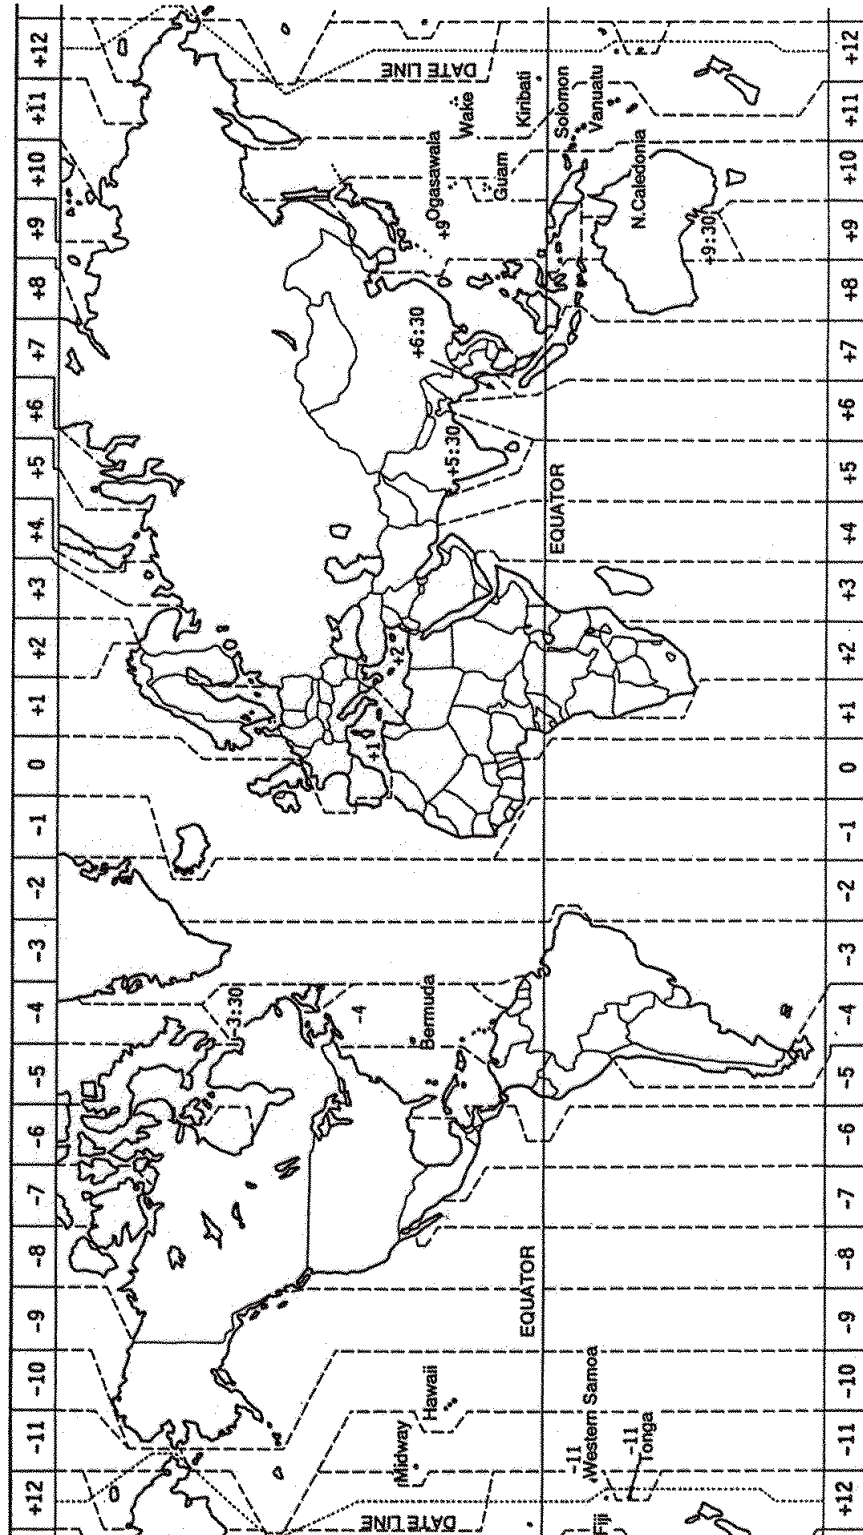 +12 -11 -10 -9 -8 -7 -6 -5 -4 -3 -2 -1 0 +1 +2 +3 +4 +5 +6 +7 +8 +9 +10 +11 +12
-3:30
-4
+1
+2
DATE LINE
DATE LINE
Midway
+6:30
Hawaii
Bermuda
Ogasawala
+9
+5:30
Wake
Guam
EQUATOR
Kiribati
EQUATOR
Solomon
-11
Western Samoa
Vanuatu
Fiji
-11
Tonga
N.Caledonia
+9:30
+12 -11 -10 -9 -8 -7 -6 -5 -4 -3 -2 -1 0 +1 +2 +3 +4 +5 +6 +7 +8 +9 +10 +11 +12